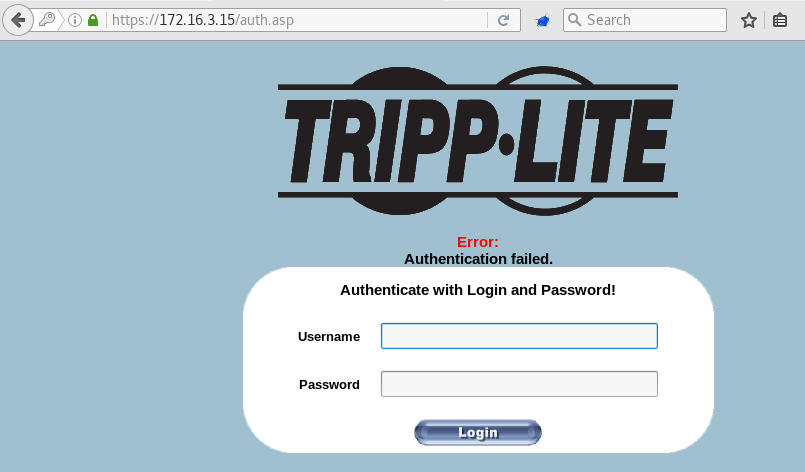 https://172.16.3.15/auth.asp
Search
TRIPP·LITE
Error:
Authentication failed.
Authenticate with Login and Password!
Username
Password
Login